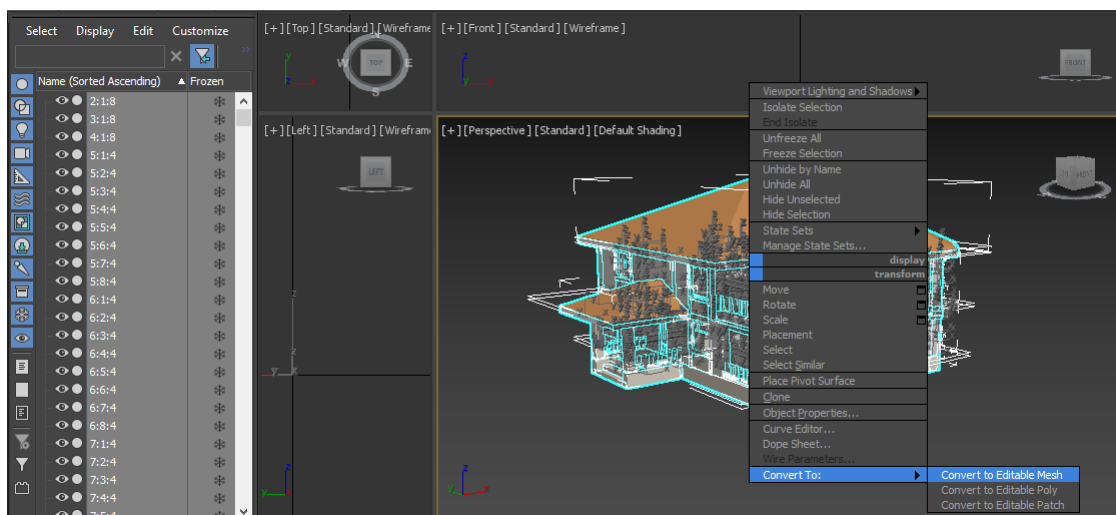 Select Display Edit Customize
Name (Sorted Ascending) Frozen
2:1:8
3:1:8
4:1:8
5:1:4
5:2:4
5:3:4
5:4:4
5:5:4
5:6:4
5:7:4
5:8:4
6:1:4
6:2:4
6:3:4
6:4:4
6:5:4
6:6:4
6:7:4
6:8:4
7:1:4
7:2:4
7:3:4
7:4:4
[+] [Top] [Standard] [Wireframe
N
W
TOP
E
S
y
z
x
[+] [Front] [Standard] [Wireframe]
z
y
x
FRONT
[+] [Left] [Standard] [Wirefram
LEFT
z
y
[+] [Perspective] [Standard] [Default Shading]
FRONT
z
y
x
Viewport Lighting and Shadows
Isolate Selection
End Isolate
Unfreeze All
Freeze Selection
Unhide by Name
Unhide All
Hide Unselected
Hide Selection
State Sets
Manage State Sets...
display
transform
Move
Rotate
Scale
Placement
Select
Select Similar
Place Pivot Surface
Clone
Object Properties...
Curve Editor...
Dope Sheet...
Wire Parameters...
Convert To:
Convert to Editable Mesh
Convert to Editable Poly
Convert to Editable Patch